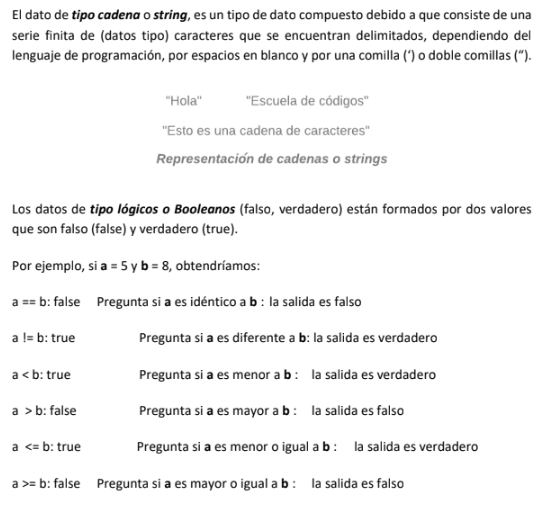 El dato de tipo cadena o string, es un tipo de dato compuesto debido a que consiste de una
serie finita de (datos tipo) caracteres que se encuentran delimitados, dependiendo del
lenguaje de programación, por espacios en blanco y por una comilla (‘) o doble comillas (“).
"Hola" "Escuela de códigos"
"Esto es una cadena de caracteres"
Representación de cadenas o strings
Los datos de tipo lógicos o Booleanos (falso, verdadero) están formados por dos valores
que son falso (false) y verdadero (true).
Por ejemplo, si a = 5 y b = 8, obtendríamos:
a == b: false Pregunta si a es idéntico a b : la salida es falso
a != b: true Pregunta si a es diferente a b: la salida es verdadero
a < b: true Pregunta si a es menor a b : la salida es verdadero
a > b: false Pregunta si a es mayor a b : la salida es falso
a <= b: true Pregunta si a es menor o igual a b : la salida es verdadero
a >= b: false Pregunta si a es mayor o igual a b : la salida es falso